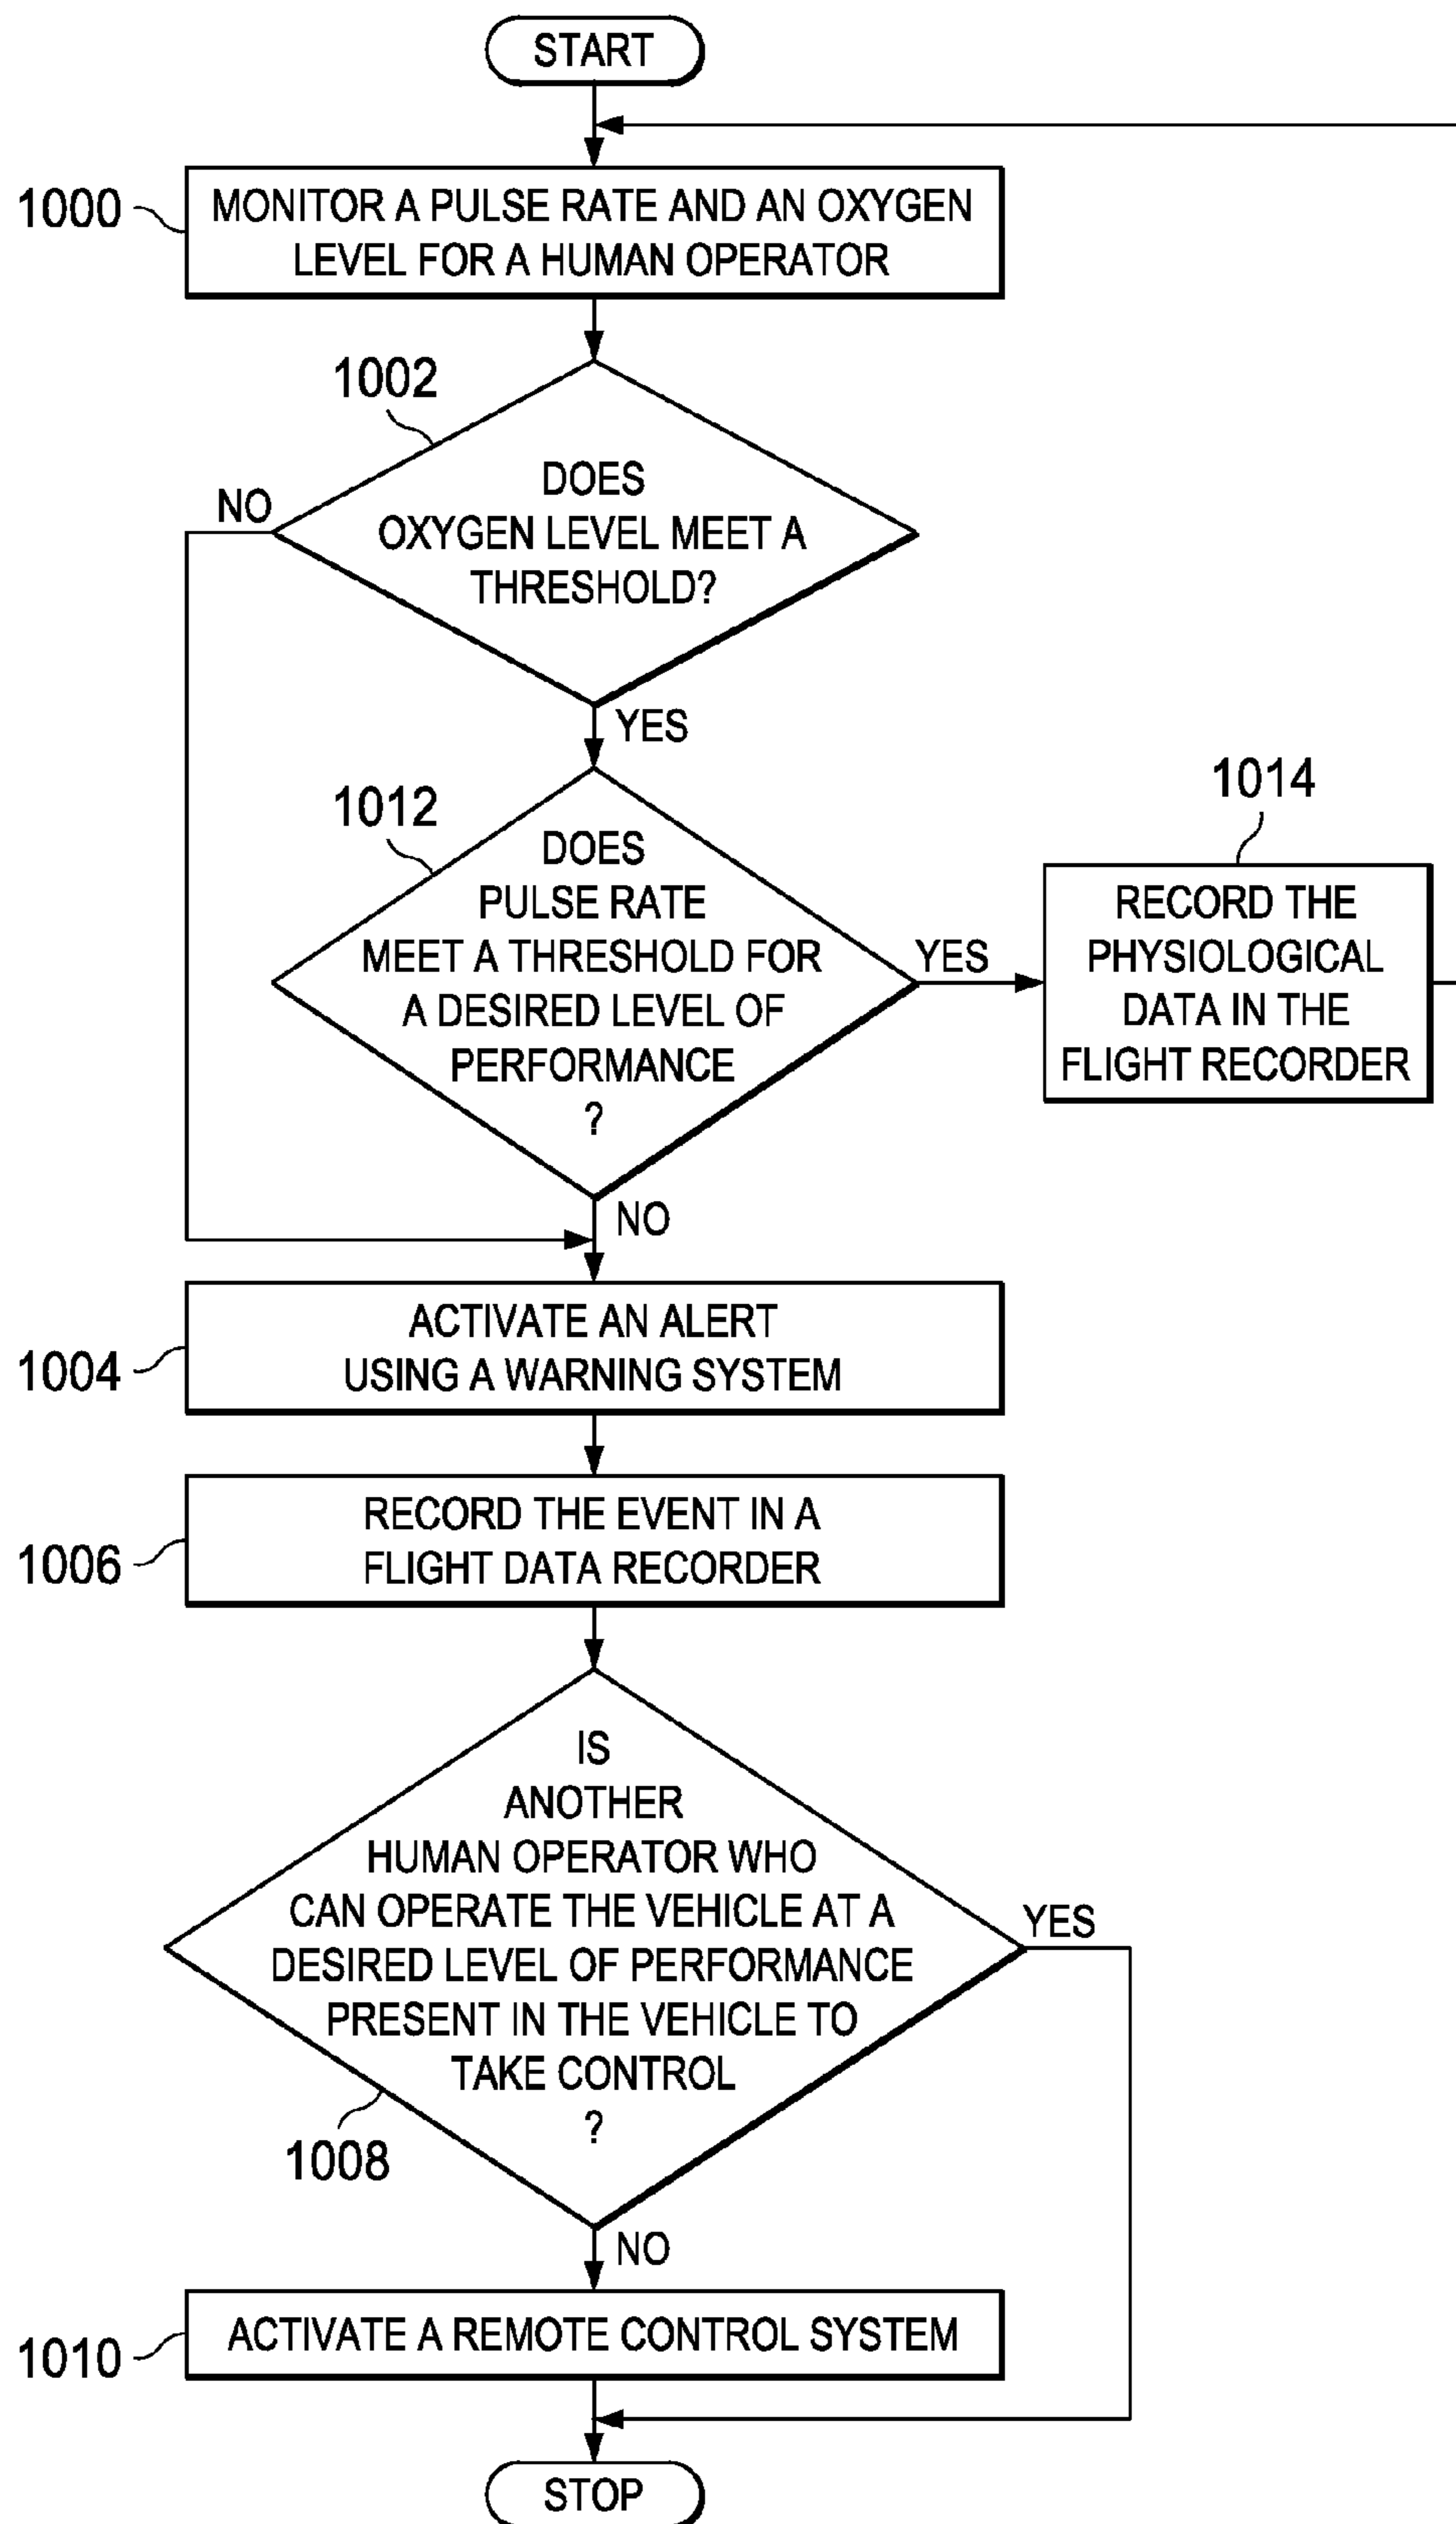 START
1000
MONITOR A PULSE RATE AND AN OXYGEN
LEVEL FOR A HUMAN OPERATOR
1002
DOES
OXYGEN LEVEL MEET A
THRESHOLD?
NO
YES
1012
DOES
PULSE RATE
MEET A THRESHOLD FOR
A DESIRED LEVEL OF
PERFORMANCE
?
YES
1014
RECORD THE
PHYSIOLOGICAL
DATA IN THE
FLIGHT RECORDER
NO
1004
ACTIVATE AN ALERT
USING A WARNING SYSTEM
1006
RECORD THE EVENT IN A
FLIGHT DATA RECORDER
IS
ANOTHER
HUMAN OPERATOR WHO
CAN OPERATE THE VEHICLE AT A
DESIRED LEVEL OF PERFORMANCE
PRESENT IN THE VEHICLE TO
TAKE CONTROL
?
YES
1008
NO
1010
ACTIVATE A REMOTE CONTROL SYSTEM
STOP